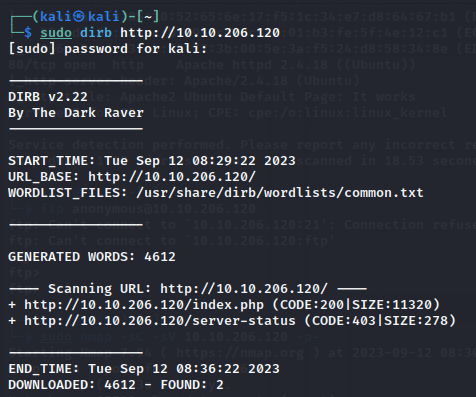 ┌──(kali㉿kali)-[~]
└─$ sudo dirb http://10.10.206.120
[sudo] password for kali:
-----------------
DIRB v2.22
By The Dark Raver
-----------------
START_TIME: Tue Sep 12 08:29:22 2023
URL_BASE: http://10.10.206.120/
WORDLIST_FILES: /usr/share/dirb/wordlists/common.txt
-----------------
GENERATED WORDS: 4612
---- Scanning URL: http://10.10.206.120/ ----
+ http://10.10.206.120/index.php (CODE:200|SIZE:11320)
+ http://10.10.206.120/server-status (CODE:403|SIZE:278)
-----------------
END_TIME: Tue Sep 12 08:36:22 2023
DOWNLOADED: 4612 - FOUND: 2